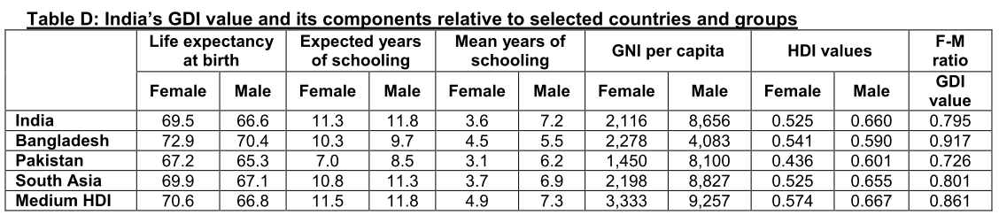 Table D: India's GDI value and its components relative to selected countries and groups
Life expectancy at birth Expected years of schooling Mean years of schooling GNI per capita HDI values F-M ratio
Female Male Female Male Female Male Female Male Female Male GDI value
India 69.5 66.6 11.3 11.8 3.6 7.2 2,116 8,656 0.525 0.660 0.795
Bangladesh 72.9 70.4 10.3 9.7 4.5 5.5 2,278 4,083 0.541 0.590 0.917
Pakistan 67.2 65.3 7.0 8.5 3.1 6.2 1,450 8,100 0.436 0.601 0.726
South Asia 69.9 67.1 10.8 11.3 3.7 6.9 2,198 8,827 0.525 0.655 0.801
Medium HDI 70.6 66.8 11.5 11.8 4.9 7.3 3,333 9,257 0.574 0.667 0.861